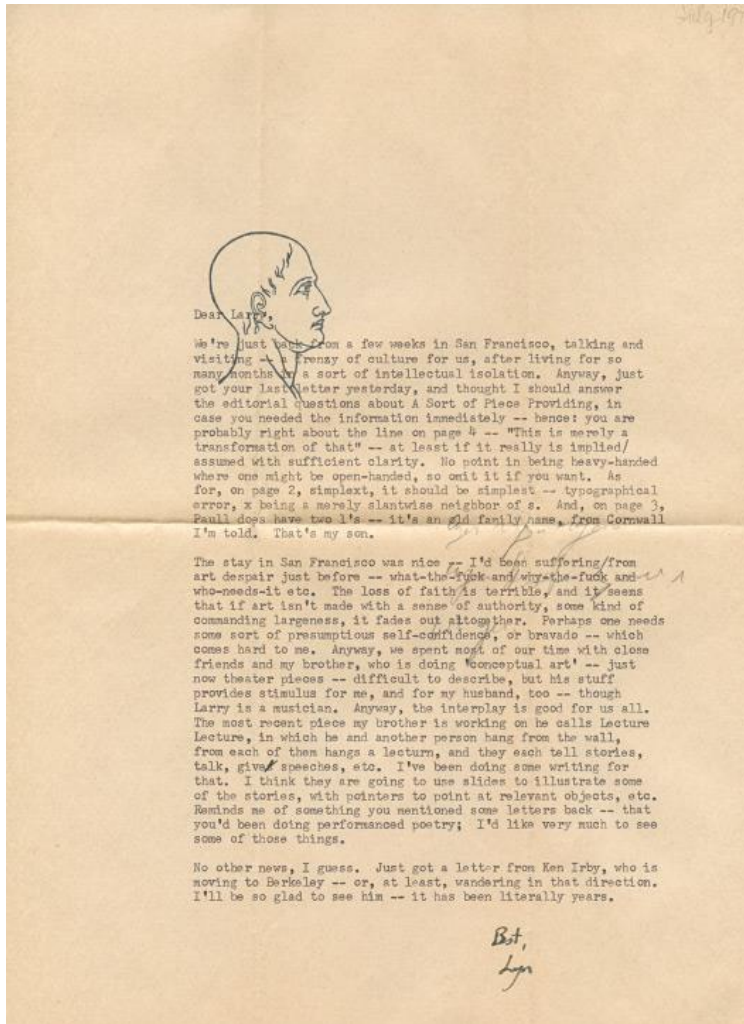 July 19
Dear Larry,
We're just back from a few weeks in San Francisco, talking and
visiting -- a frenzy of culture for us, after living for so
many months in a sort of intellectual isolation.  Anyway, just
got your last letter yesterday, and thought I should answer
the editorial questions about A Sort of Piece Providing, in
case you needed the information immediately -- hence: you are
probably right about the line on page 4 -- "This is merely a
transformation of that" -- at least if it really is implied/
assumed with sufficient clarity.  No point in being heavy-handed
where one might be open-handed, so omit it if you want.  As
for, on page 2, simplext, it should be simplest -- typographical
error, x being a merely slantwise neighbor of s.  And, on page 3,
Paull does have two l's -- it's an old family name, from Cornwall
I'm told.  That's my son.
The stay in San Francisco was nice -- I'd been suffering/from
art despair just before -- what-the-fuck and why-the-fuck and
who-needs-it etc.  The loss of faith is terrible, and it seems
that if art isn't made with a sense of authority, some kind of
commanding largeness, it fades out altogether.  Perhaps one needs
some sort of presumptious self-confidence, or bravado -- which
comes hard to me.  Anyway, we spent most of our time with close
friends and my brother, who is doing 'conceptual art' -- just
now theater pieces -- difficult to describe, but his stuff
provides stimulus for me, and for my husband, too -- though
Larry is a musician.  Anyway, the interplay is good for us all.
The most recent piece my brother is working on he calls Lecture
Lecture, in which he and another person hang from the wall,
from each of them hangs a lecturn, and they each tell stories,
talk, give speeches, etc.  I've been doing some writing for
that.  I think they are going to use slides to illustrate some
of the stories, with pointers to point at relevant objects, etc.
Reminds me of something you mentioned some letters back -- that
you'd been doing performanced poetry; I'd like very much to see
some of those things.
No other news, I guess.  Just got a letter from Ken Irby, who is
moving to Berkeley -- or, at least, wandering in that direction.
I'll be so glad to see him -- it has been literally years.
Best,
Lyn